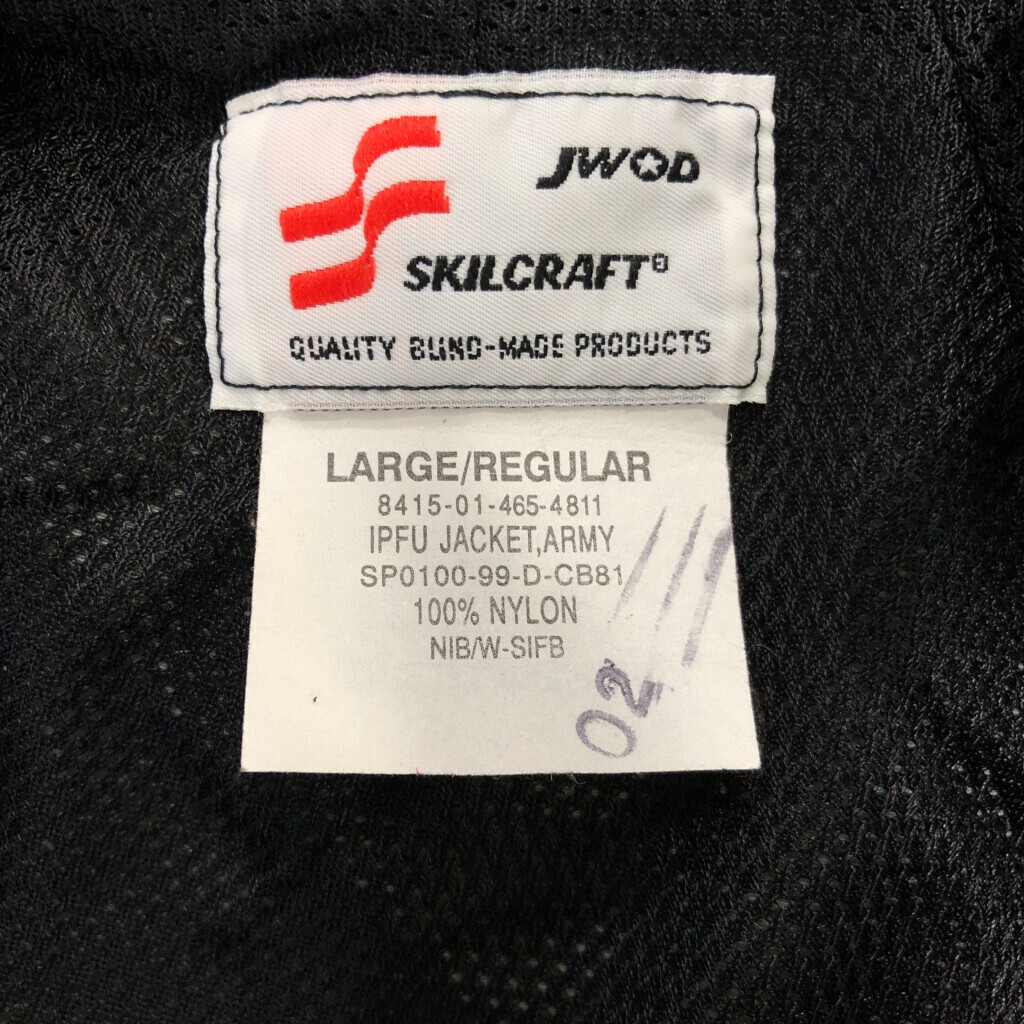 JWOD
SKILCRAFT®
QUALITY BLIND-MADE PRODUCTS
LARGE/REGULAR
8415-01-465-4811
IPFU JACKET,ARMY
SP0100-99-D-CB81
100% NYLON
NIB/W-SIFB
02